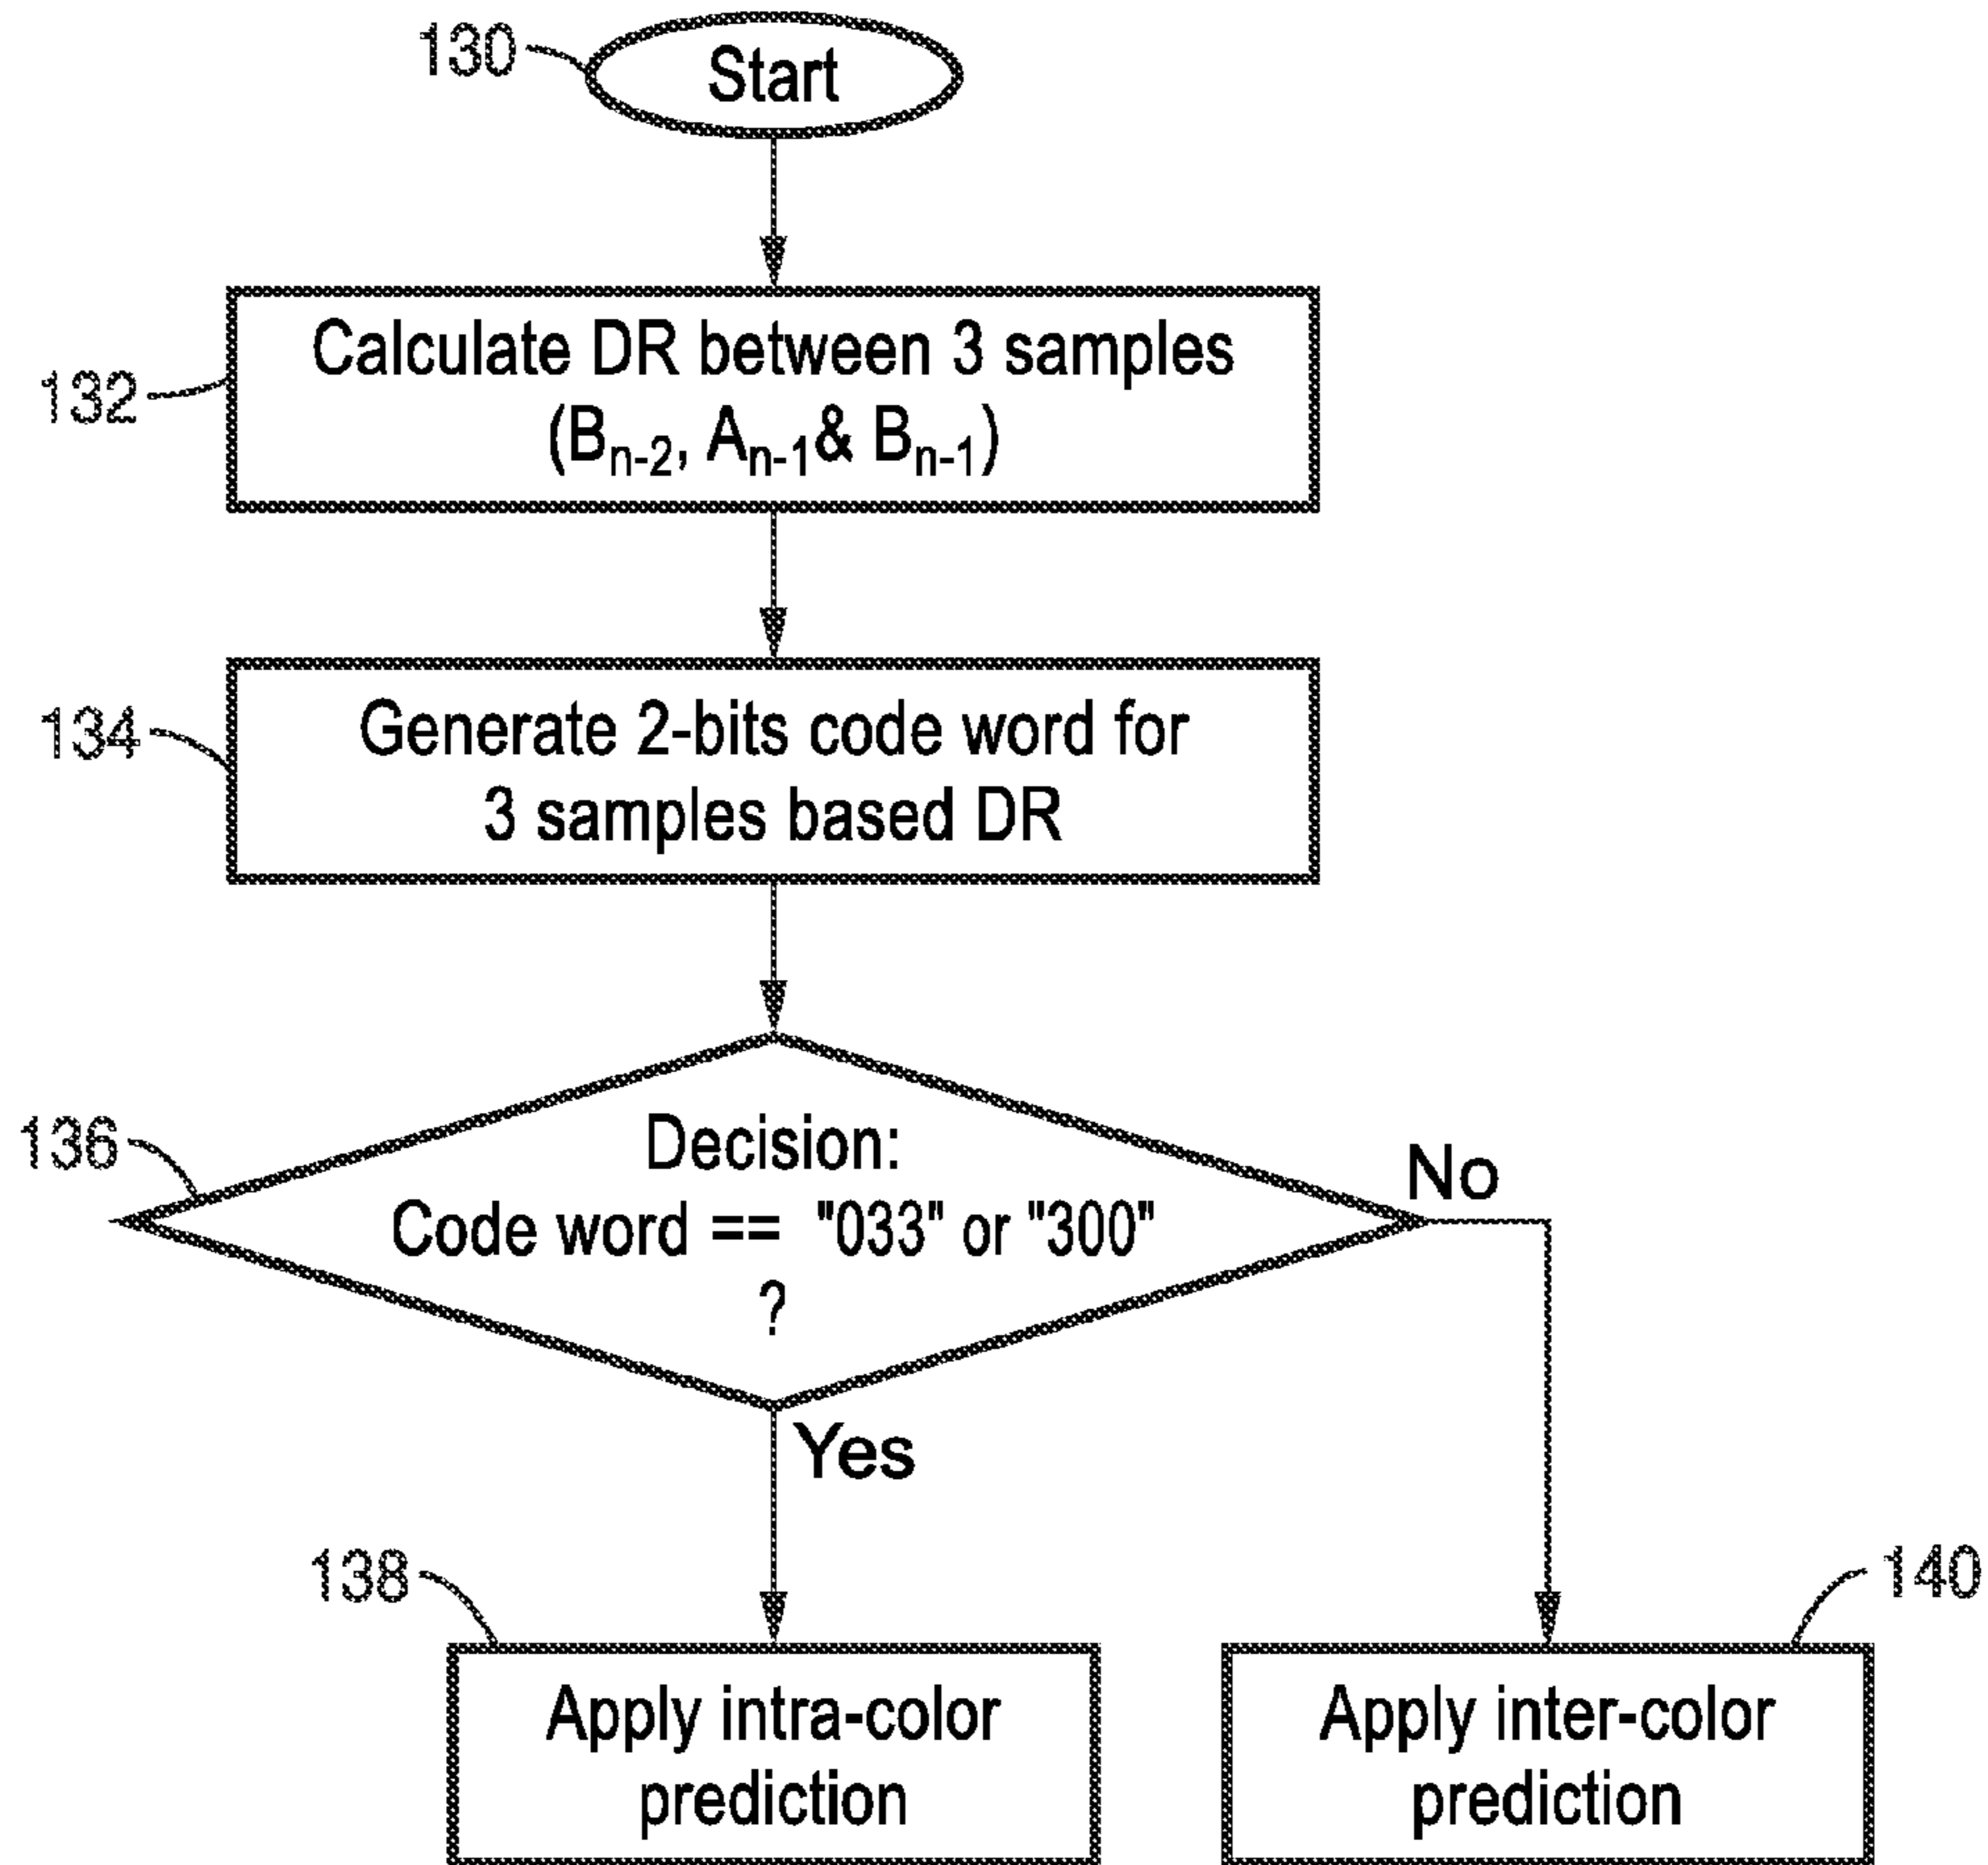 130
Start
132
Calculate DR between 3 samples
(Bn-2, An-1& Bn-1)
134
Generate 2-bits code word for
3 samples based DR
136
Decision:
Code word == "033" or "300"
?
No
Yes
138
Apply intra-color
prediction
140
Apply inter-color
prediction